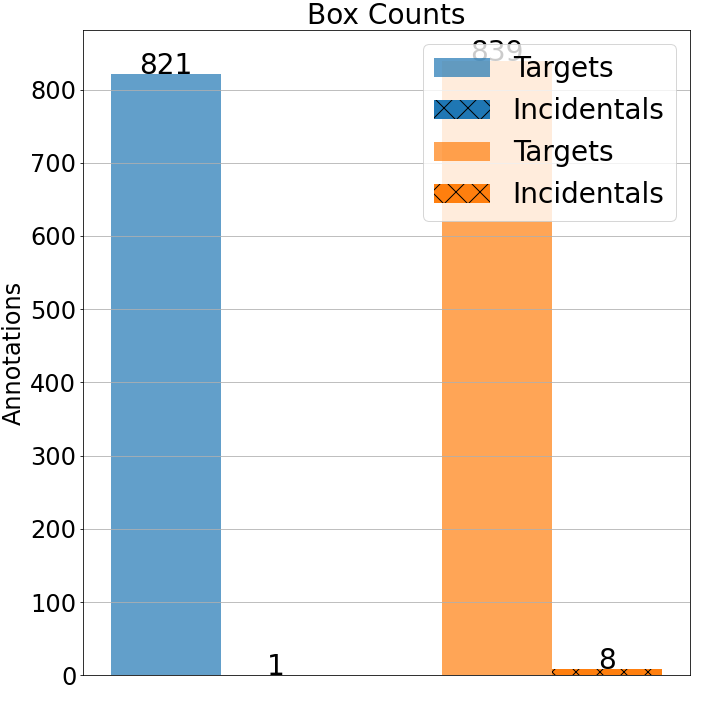 Box Counts
Annotations
800
700
600
500
400
300
200
100
0
821
1
839
8
Targets
Incidentals
Targets
Incidentals